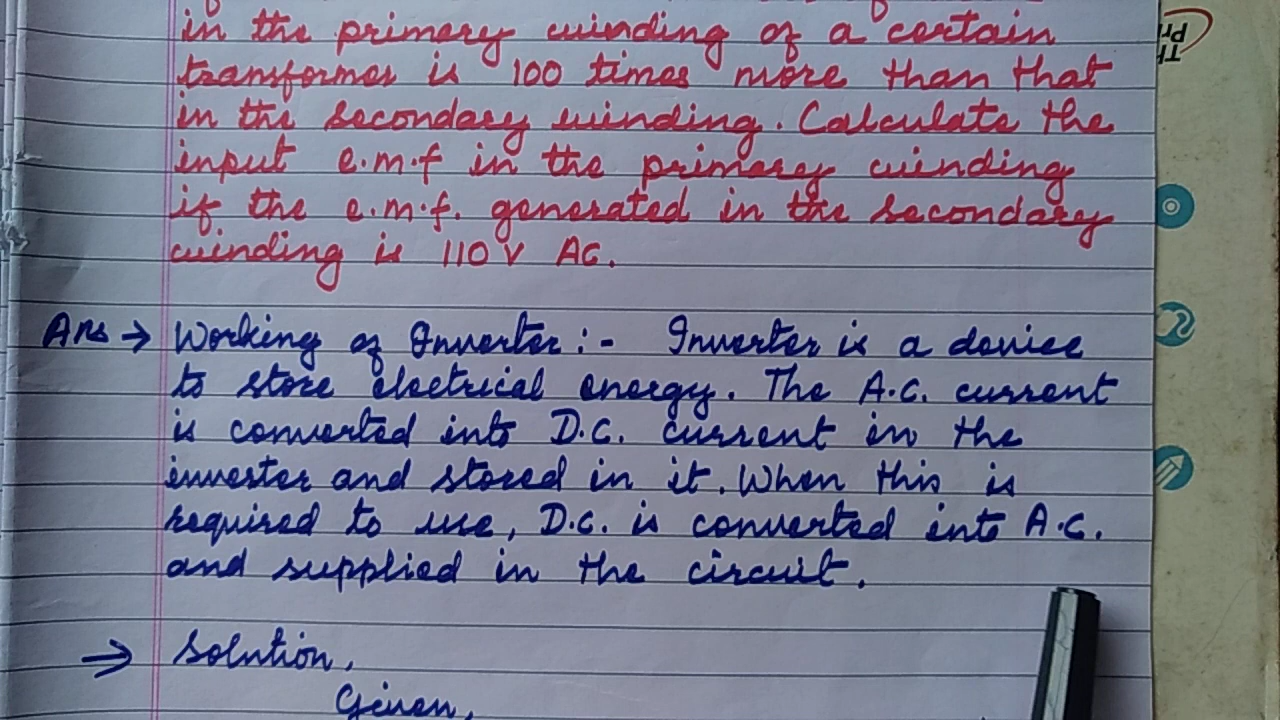 in the primary winding of a certain
transformer is 100 times more than that
in the secondary winding. Calculate the
input e.m.f in the primary winding
if the e.m.f. generated in the secondary
winding is 110 V AC.
Ans → Working of Inverter :- Inverter is a device
to store electrical energy. The A.C. current
is converted into D.C. current in the
inverter and stored in it. When this is
required to use, D.C. is converted into A.C.
and supplied in the circuit.
⇒ Solution,
Given,